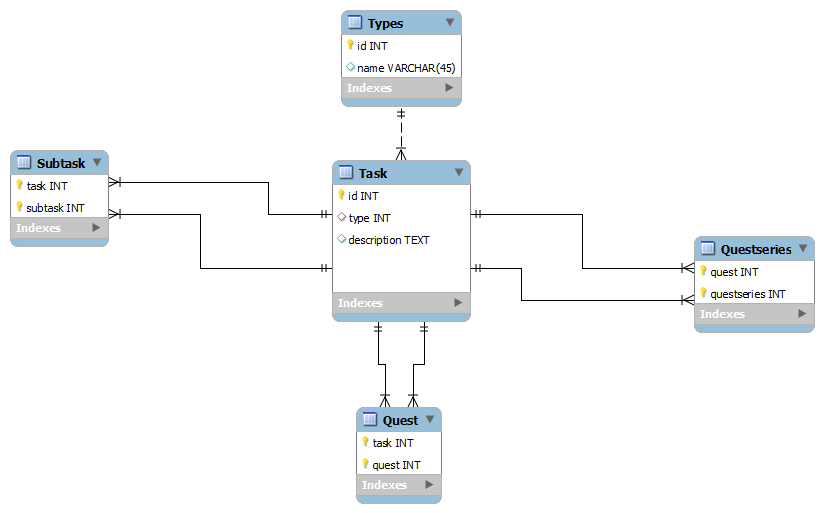 Types
id INT
name VARCHAR(45)
Indexes
Subtask
task INT
subtask INT
Indexes
Task
id INT
type INT
description TEXT
Indexes
Questseries
quest INT
questseries INT
Indexes
Quest
task INT
quest INT
Indexes